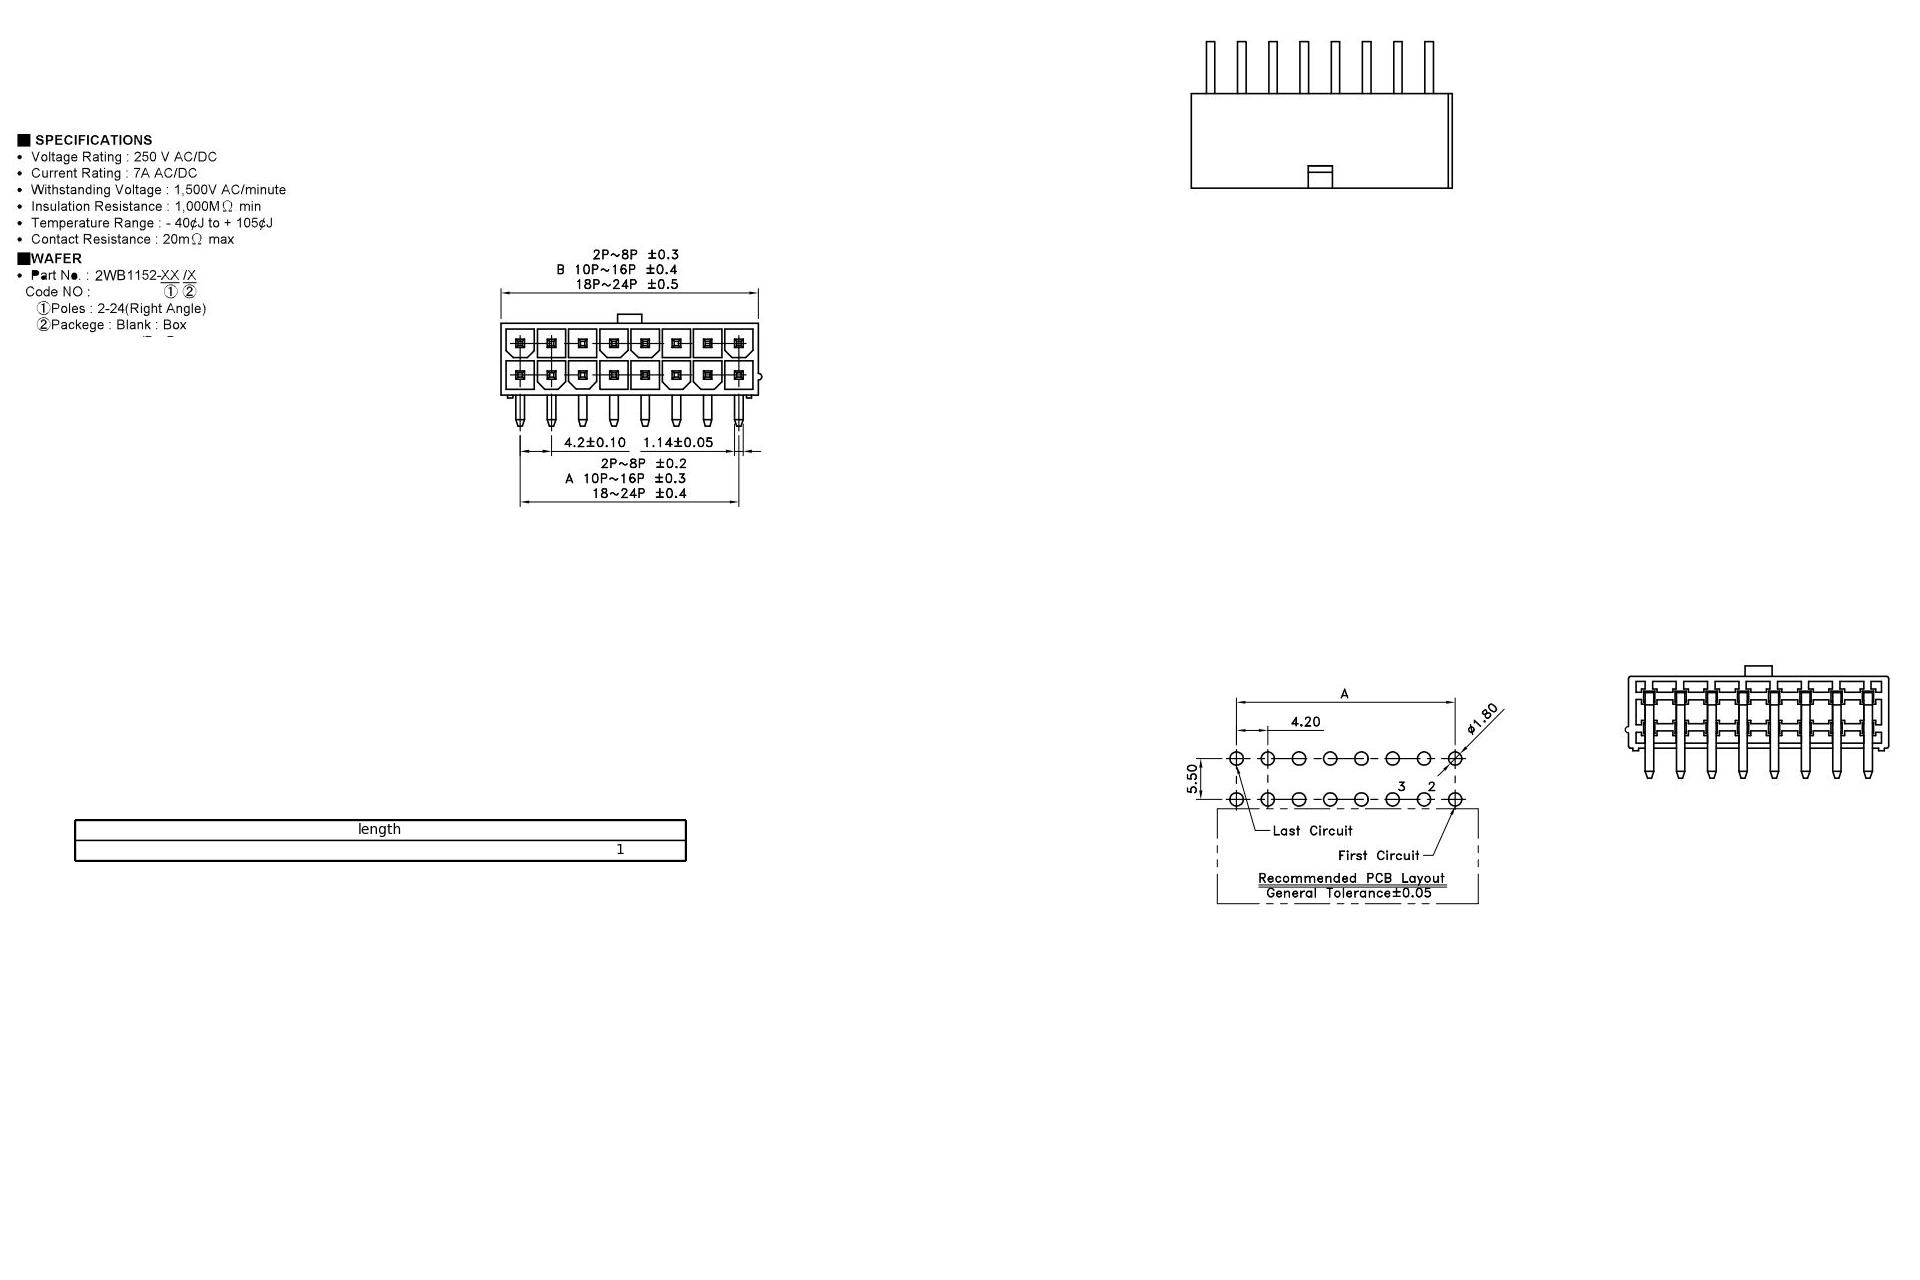 ■ SPECIFICATIONS
• Voltage Rating : 250 V AC/DC
• Current Rating : 7A AC/DC
• Withstanding Voltage : 1,500V AC/minute
• Insulation Resistance : 1,000MΩ min
• Temperature Range : - 40¢J to + 105¢J
• Contact Resistance : 20mΩ max
■WAFER
• Part No. : 2WB1152-XX /X
Code NO : ① ②
①Poles : 2-24(Right Angle)
②Packege : Blank : Box
2P~8P ±0.3
B 10P~16P ±0.4
18P~24P ±0.5
4.2±0.10 1.14±0.05
2P~8P ±0.2
A 10P~16P ±0.3
18~24P ±0.4
A
4.20
ø1.80
5.50
3 2
Last Circuit
First Circuit
Recommended PCB Layout
General Tolerance±0.05
length
1